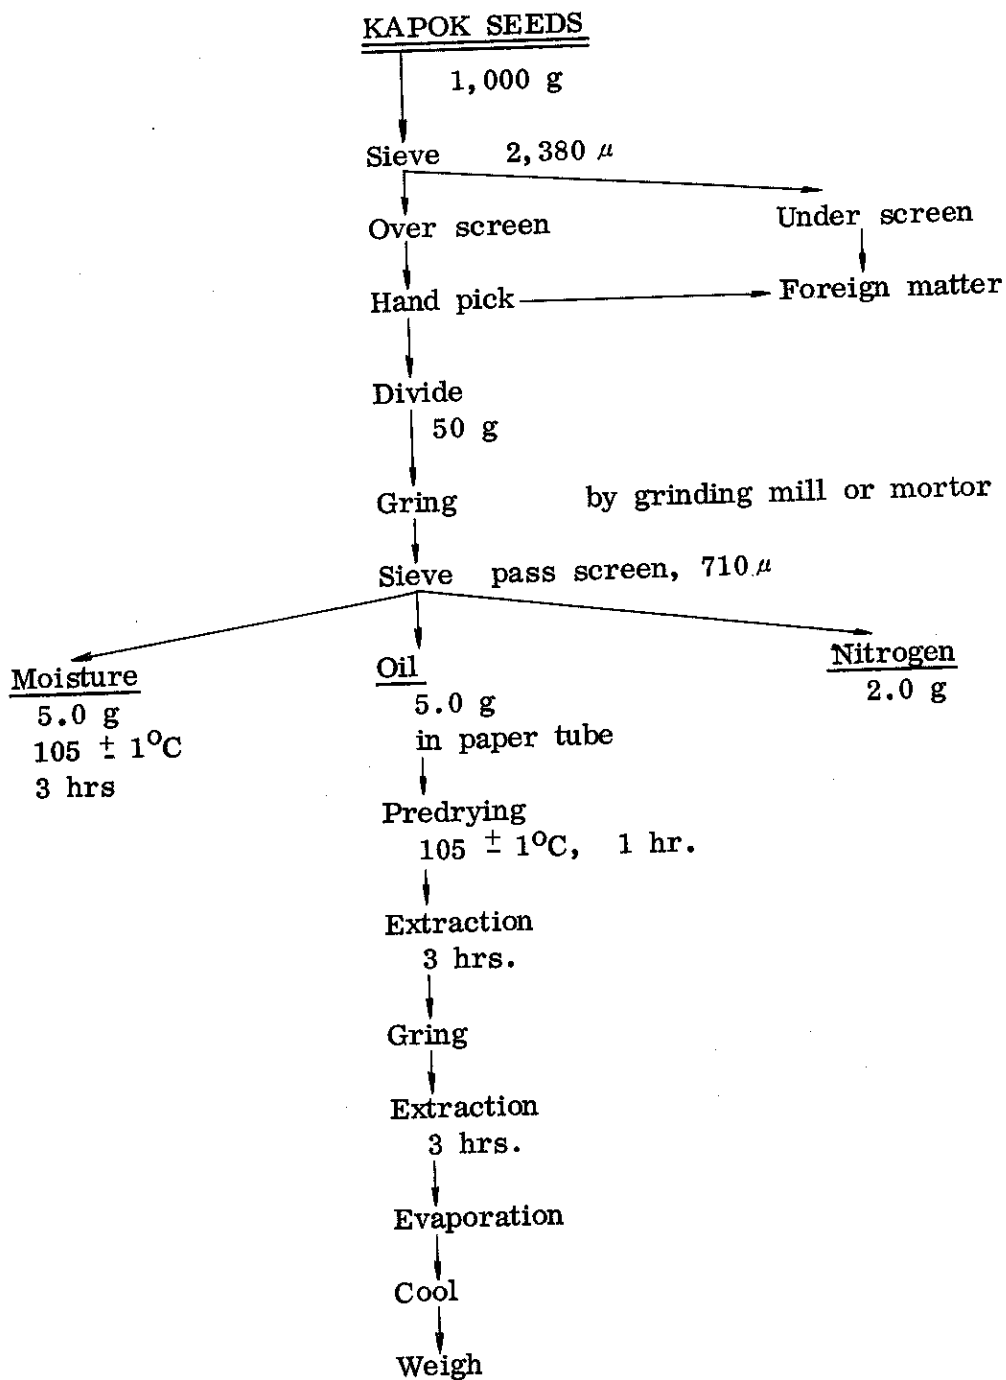 KAPOK SEEDS
1,000 g
Sieve 2,380 μ
Over screen
Under screen
Hand pick
Foreign matter
Divide
50 g
Gring by grinding mill or mortor
Sieve pass screen, 710 μ
Moisture
5.0 g
105 ± 1°C
3 hrs
Oil
5.0 g
in paper tube
Predrying
105 ± 1°C, 1 hr.
Extraction
3 hrs.
Gring
Extraction
3 hrs.
Evaporation
Cool
Weigh
Nitrogen
2.0 g